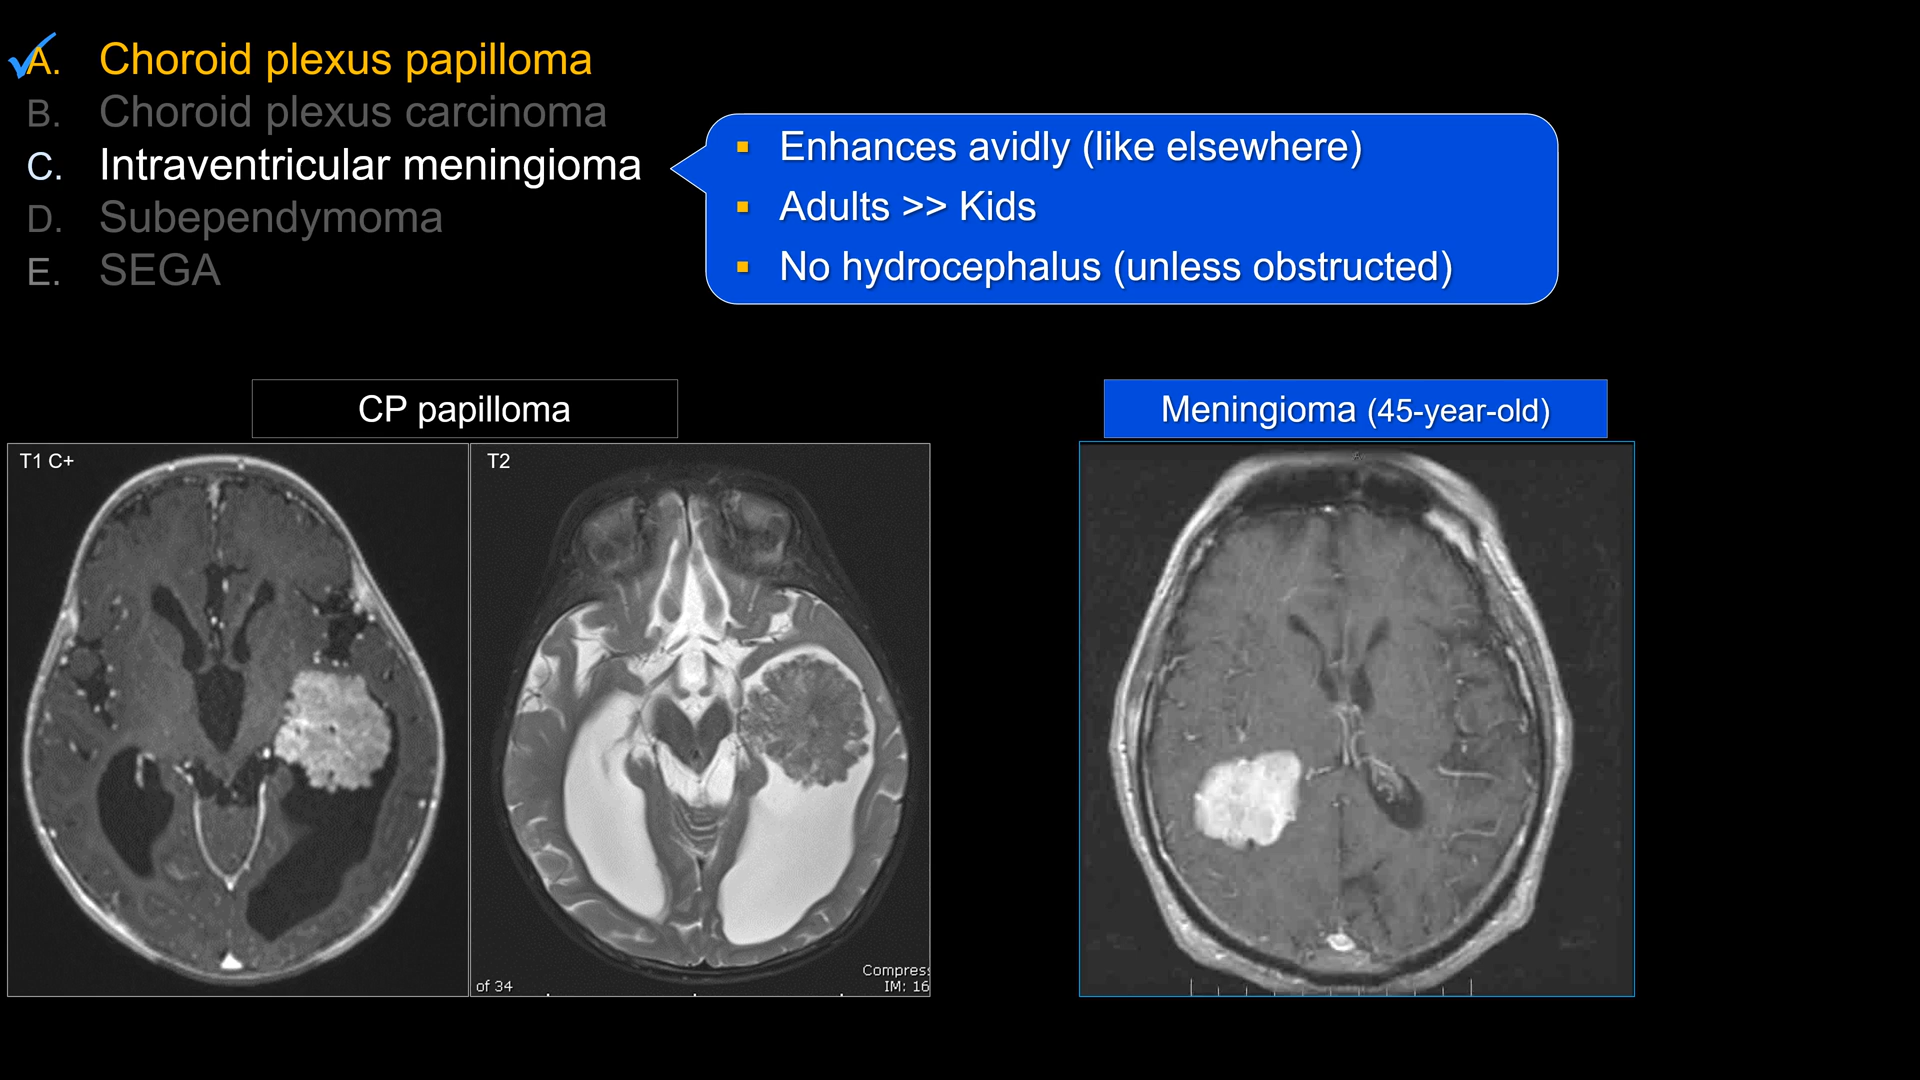 A. Choroid plexus papilloma
B. Choroid plexus carcinoma
C. Intraventricular meningioma
D. Subependymoma
E. SEGA
▪ Enhances avidly (like elsewhere)
▪ Adults >> Kids
▪ No hydrocephalus (unless obstructed)
CP papilloma
Meningioma (45-year-old)
T1 C+
T2
A
of 34
Compres
IM: 16